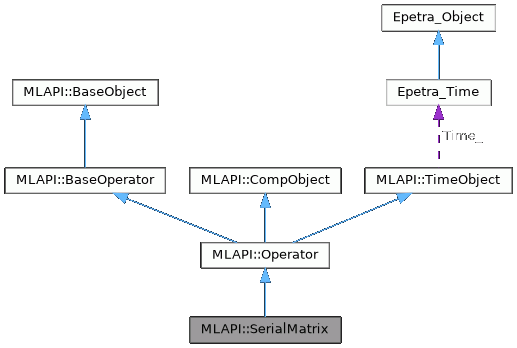 Epetra_Object
MLAPI::BaseObject
Epetra_Time
Time_
MLAPI::BaseOperator
MLAPI::CompObject
MLAPI::TimeObject
MLAPI::Operator
MLAPI::SerialMatrix